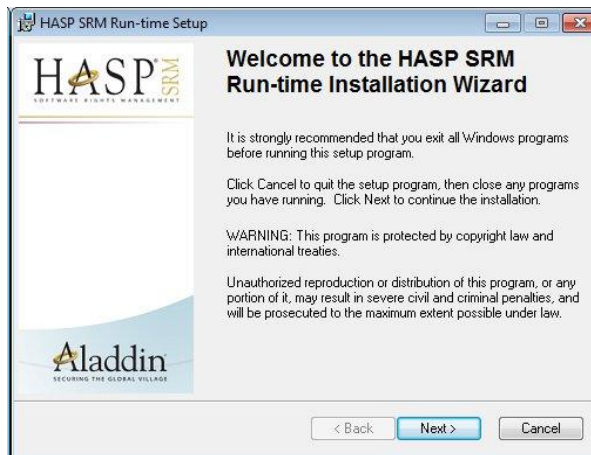 HASP SRM Run-time Setup
HASP SRM
SOFTWARE RIGHTS MANAGEMENT
Welcome to the HASP SRM
Run-time Installation Wizard
It is strongly recommended that you exit all Windows programs
before running this setup program.
Click Cancel to quit the setup program, then close any programs
you have running. Click Next to continue the installation.
WARNING: This program is protected by copyright law and
international treaties.
Unauthorized reproduction or distribution of this program, or any
portion of it, may result in severe civil and criminal penalties, and
will be prosecuted to the maximum extent possible under law.
Aladdin
SECURING THE GLOBAL VILLAGE
< Back Next > Cancel